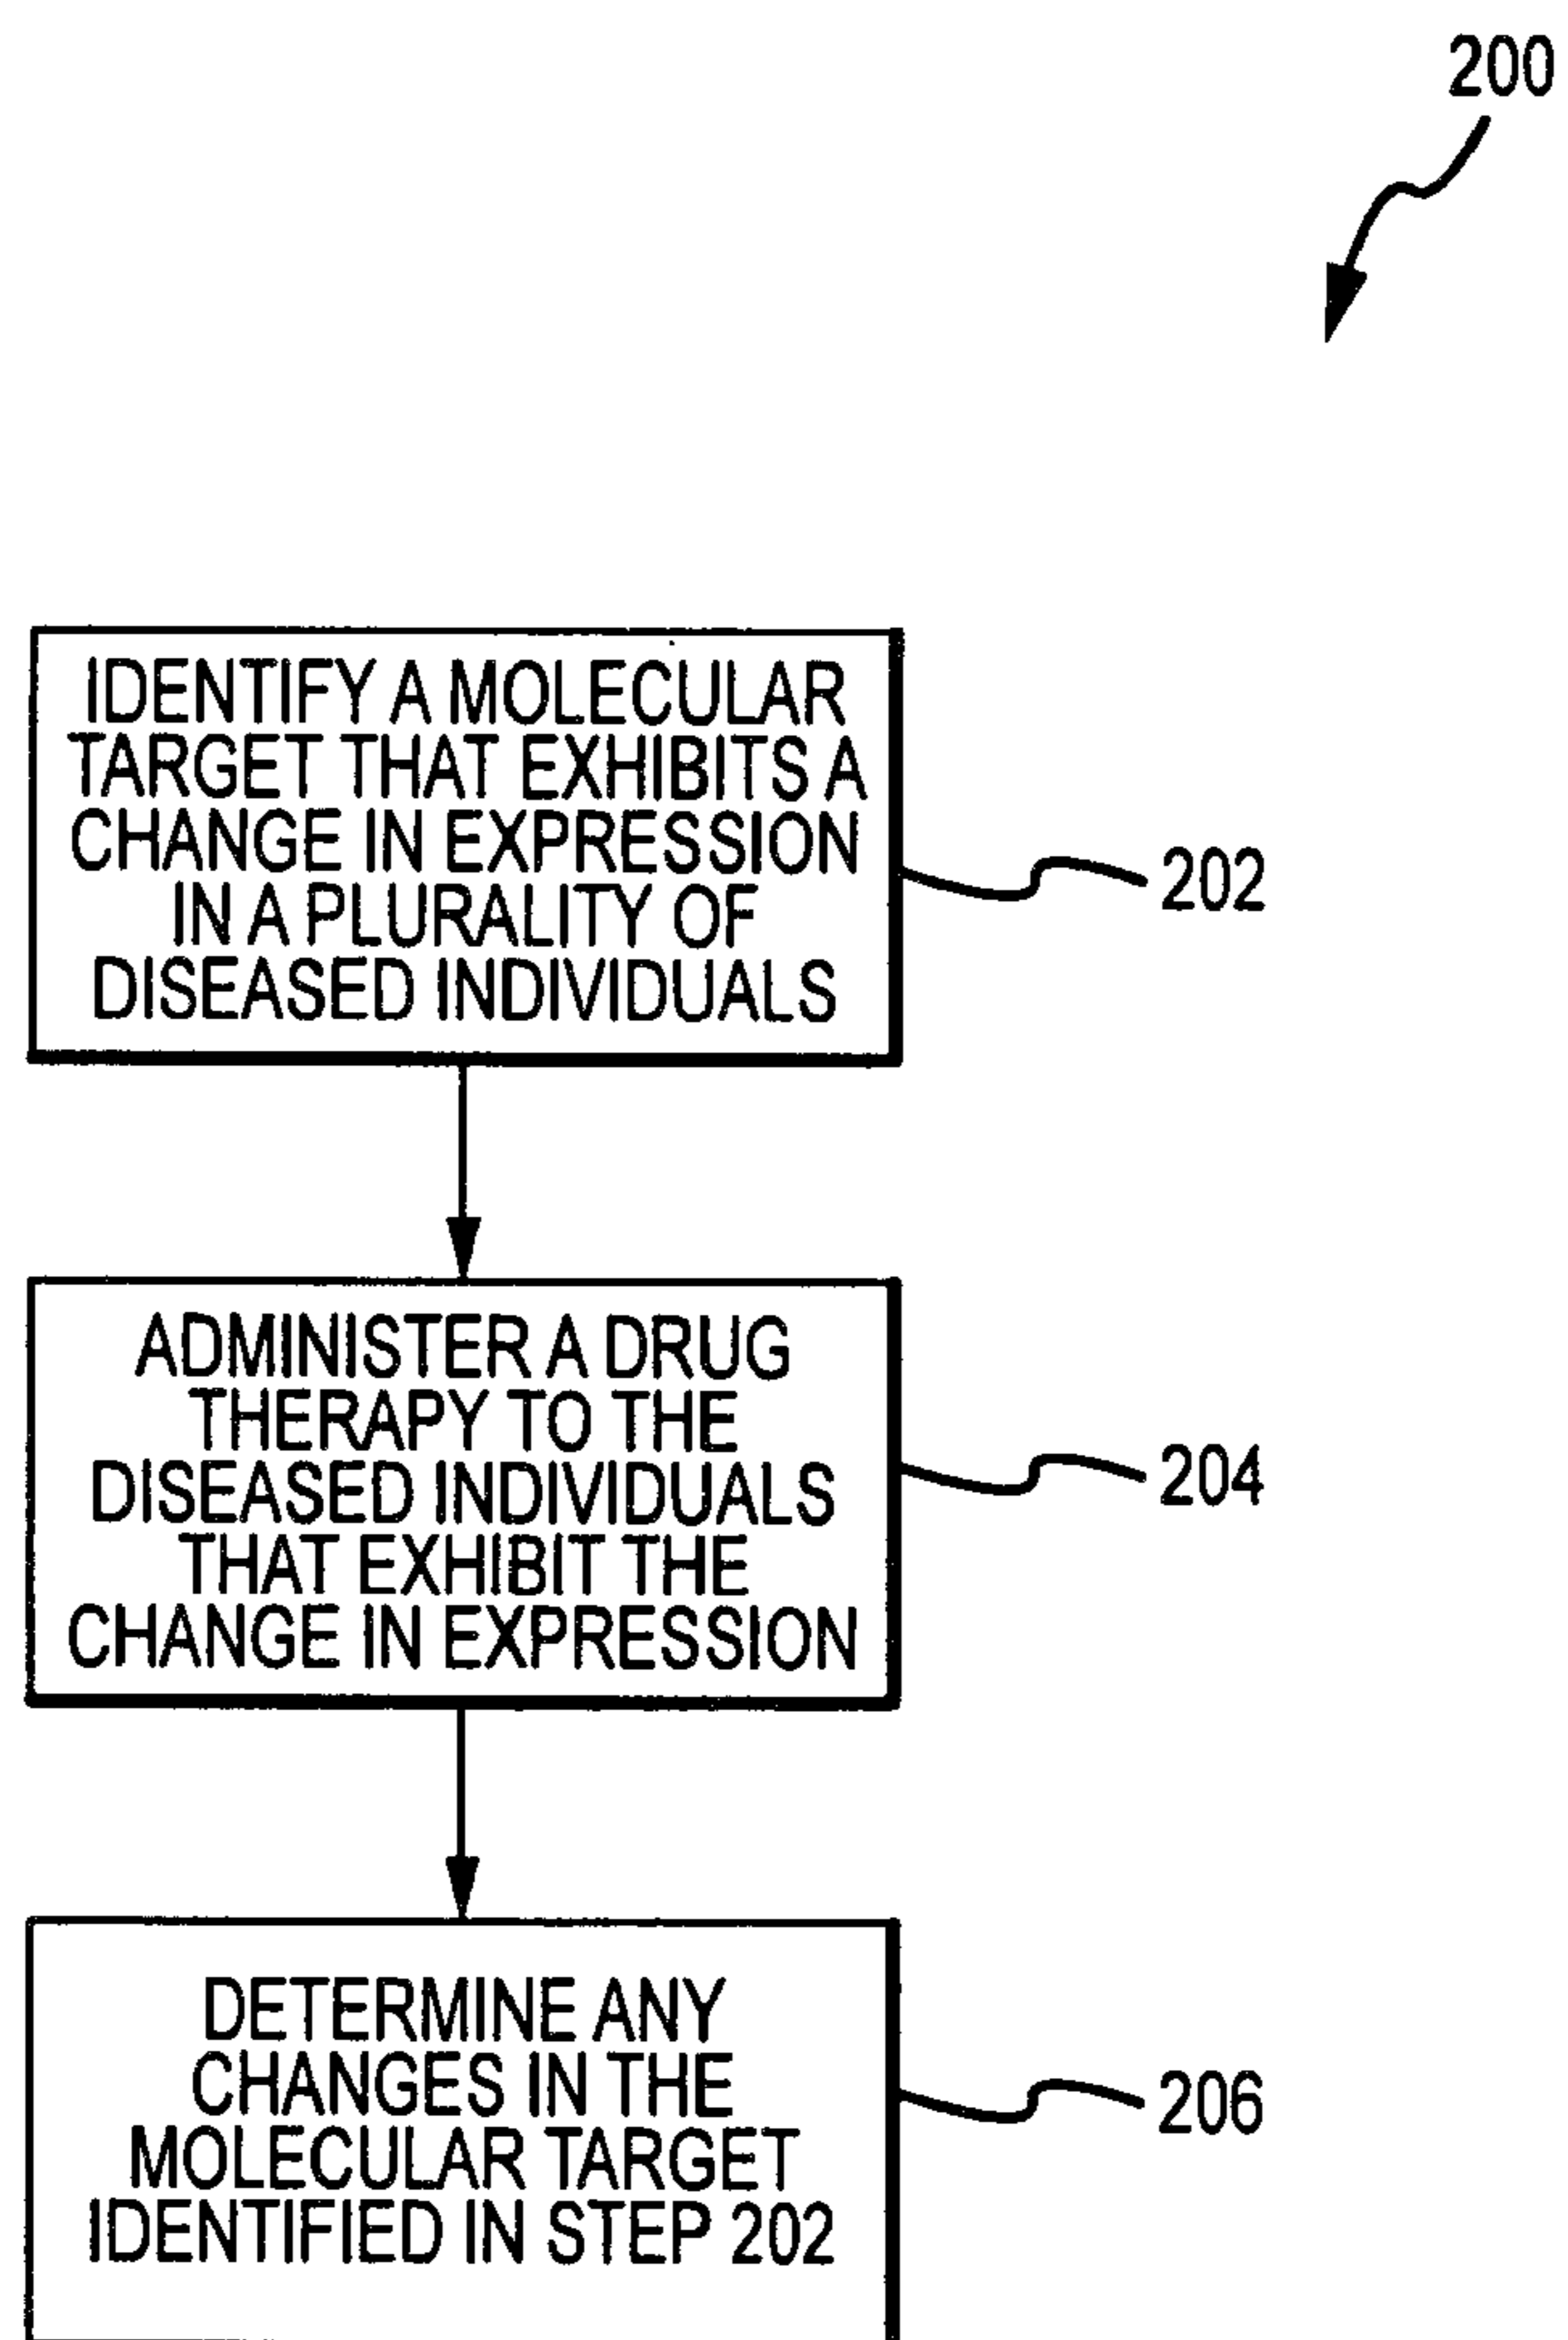 200
IDENTIFY A MOLECULAR
TARGET THAT EXHIBITS A
CHANGE IN EXPRESSION
IN A PLURALITY OF
DISEASED INDIVIDUALS
202
ADMINISTER A DRUG
THERAPY TO THE
DISEASED INDIVIDUALS
THAT EXHIBIT THE
CHANGE IN EXPRESSION
204
DETERMINE ANY
CHANGES IN THE
MOLECULAR TARGET
IDENTIFIED IN STEP 202
206